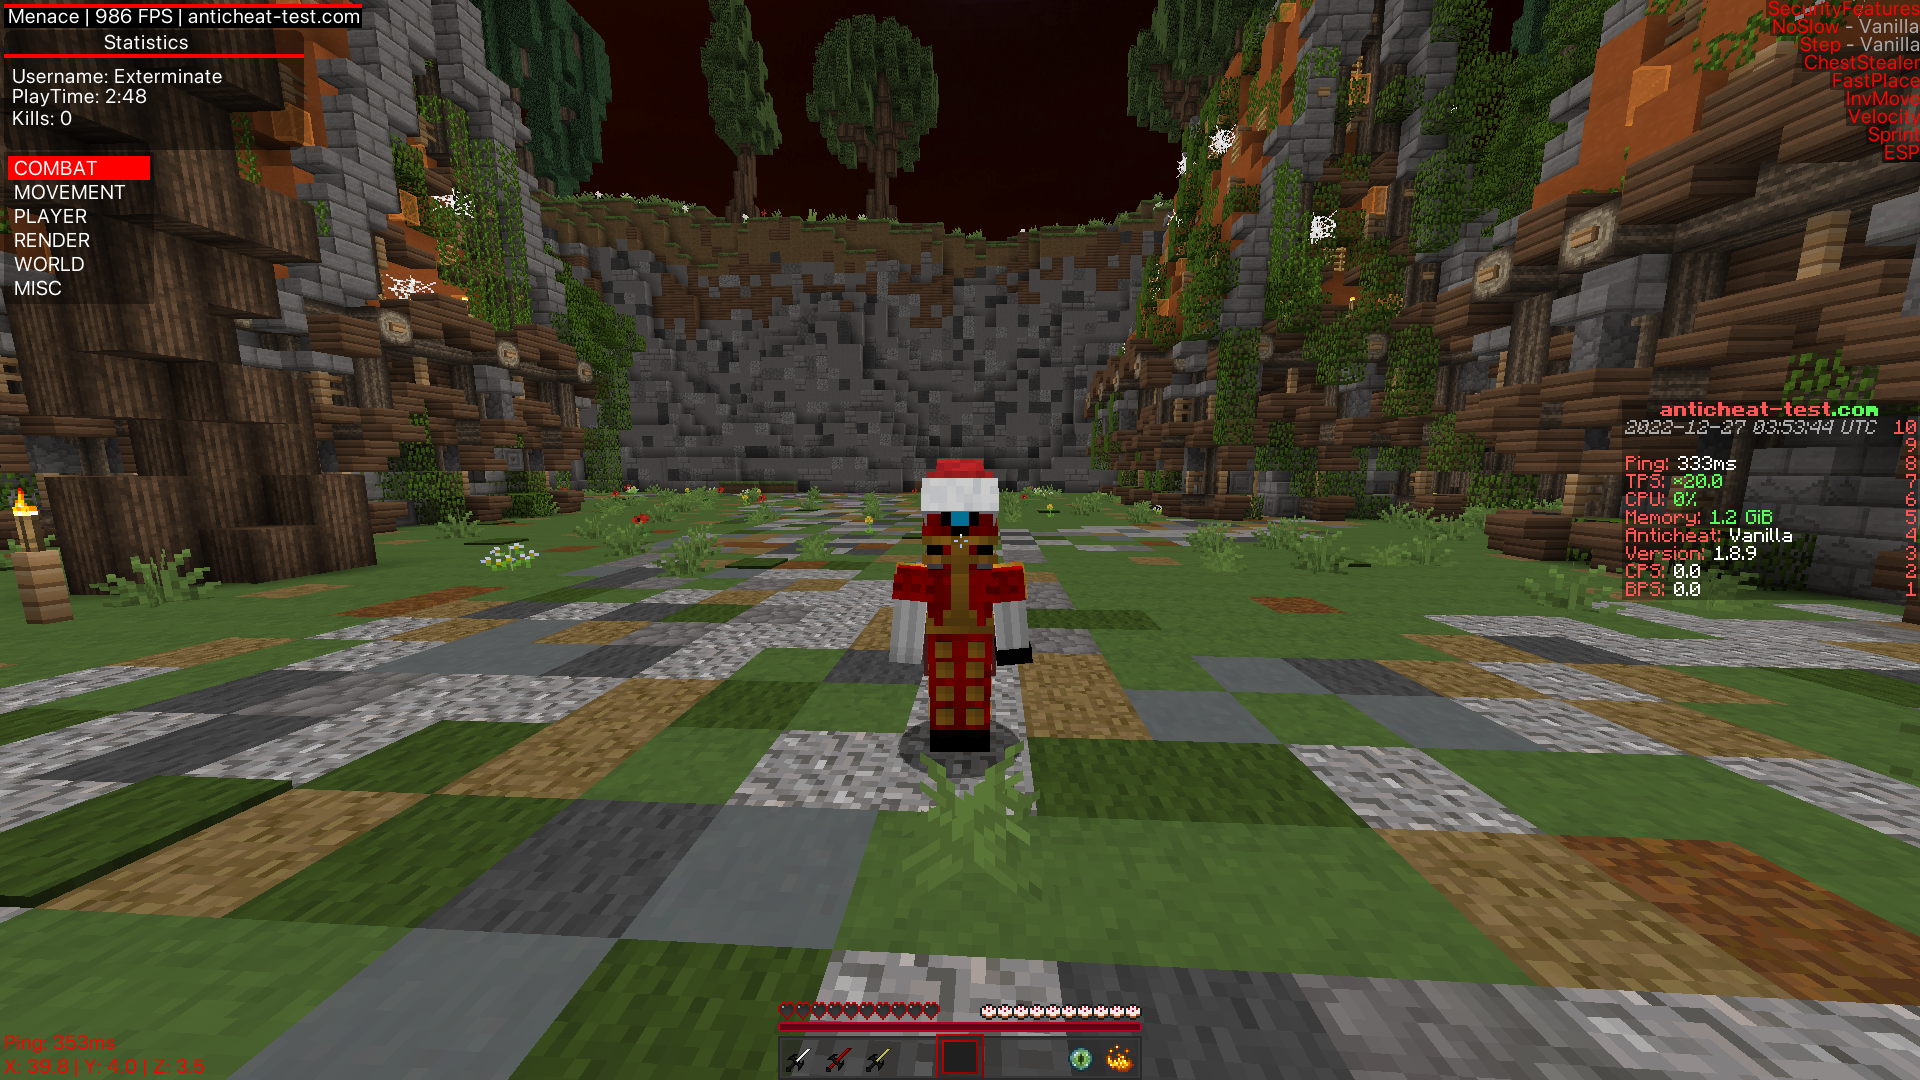 Menace | 986 FPS | anticheat-test.com
Statistics
Username: Exterminate
PlayTime: 2:48
Kills: 0
COMBAT
MOVEMENT
PLAYER
RENDER
WORLD
MISC
SecurityFeatures
NoSlow - Vanilla
Step - Vanilla
ChestStealer
FastPlace
InvMove
Velocity
Sprint
ESP
anticheat-test.com
2022-12-27 03:53:44 UTC 10
9
Ping: 333ms 8
TPS: *20.0 7
CPU: 0% 6
Memory: 1.2 GiB 5
Anticheat: Vanilla 4
Version: 1.8.9 3
CPS: 0.0 2
BPS: 0.0 1
Ping: 353ms
X: 39.8 | Y: 4.0 | Z: 3.5